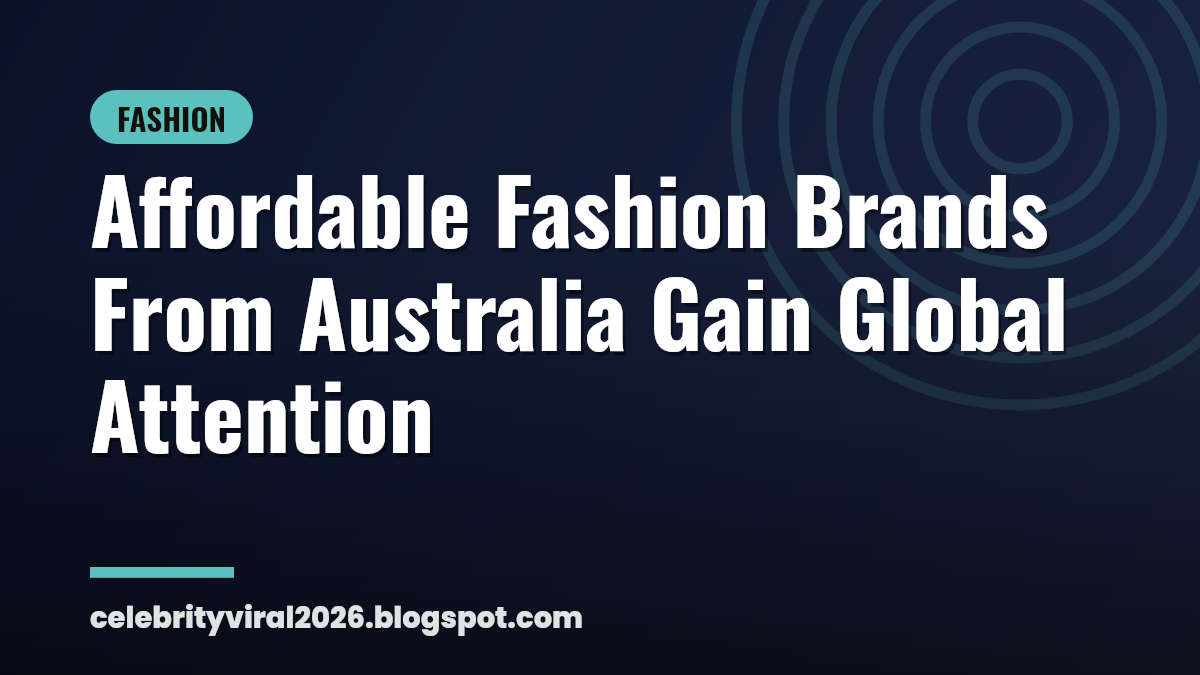 FASHION
Affordable Fashion Brands
From Australia Gain Global
Attention
celebrityviral2026.blogspot.com